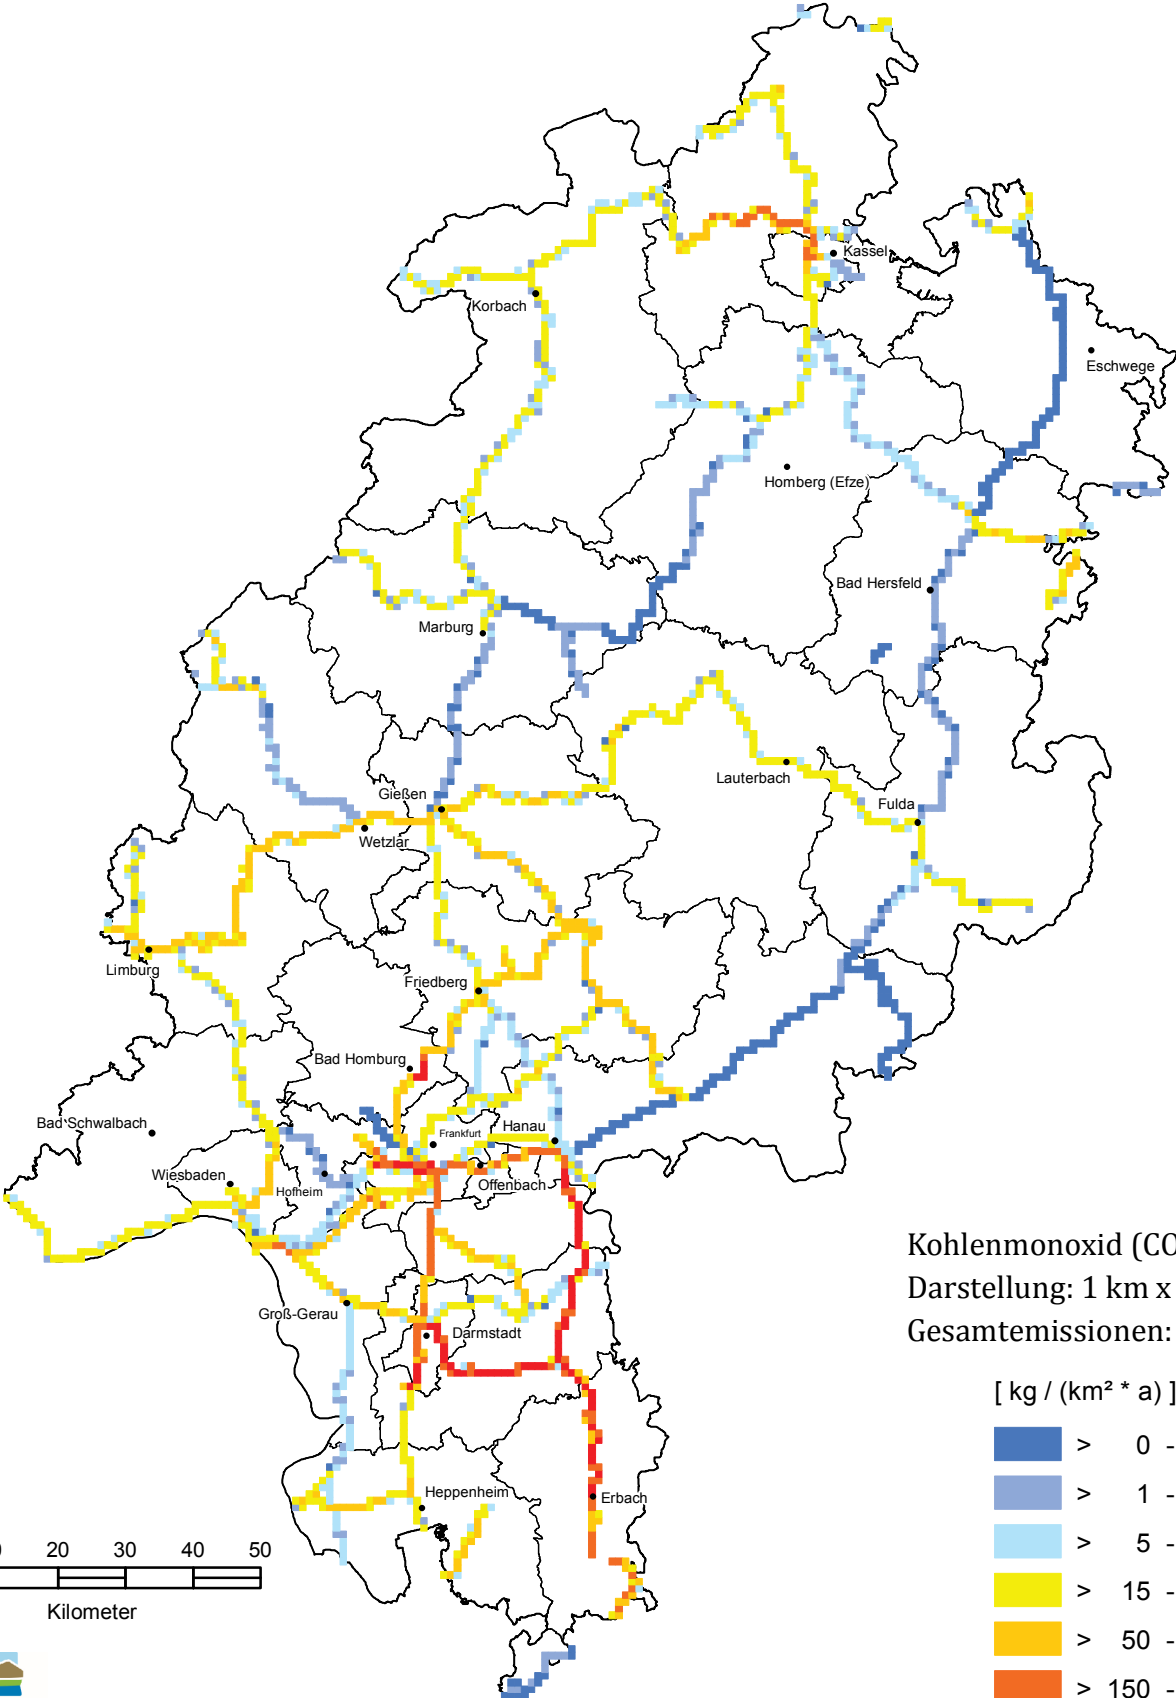 Kassel
Korbach
Eschwege
Homberg (Efze)
Bad Hersfeld
Marburg
Lauterbach
Gießen
Fulda
Wetzlar
Limburg
Friedberg
Bad Homburg
Bad Schwalbach
Frankfurt
Hanau
Wiesbaden
Hofheim
Offenbach
Groß-Gerau
Darmstadt
Heppenheim
Erbach
Kohlenmonoxid (CO
Darstellung: 1 km x
Gesamtemissionen:
[ kg / (km² * a) ]
> 0 -
> 1 -
> 5 -
> 15 -
> 50 -
> 150 -
20 30 40 50
Kilometer